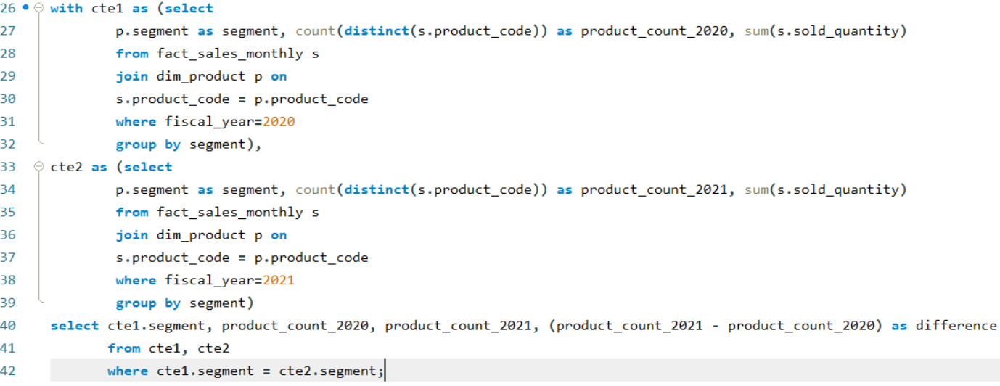 26 with cte1 as (select
27 p.segment as segment, count(distinct(s.product_code)) as product_count_2020, sum(s.sold_quantity)
28 from fact_sales_monthly s
29 join dim_product p on
30 s.product_code = p.product_code
31 where fiscal_year=2020
32 group by segment),
33 cte2 as (select
34 p.segment as segment, count(distinct(s.product_code)) as product_count_2021, sum(s.sold_quantity)
35 from fact_sales_monthly s
36 join dim_product p on
37 s.product_code = p.product_code
38 where fiscal_year=2021
39 group by segment)
40 select cte1.segment, product_count_2020, product_count_2021, (product_count_2021 - product_count_2020) as difference
41 from cte1, cte2
42 where cte1.segment = cte2.segment;